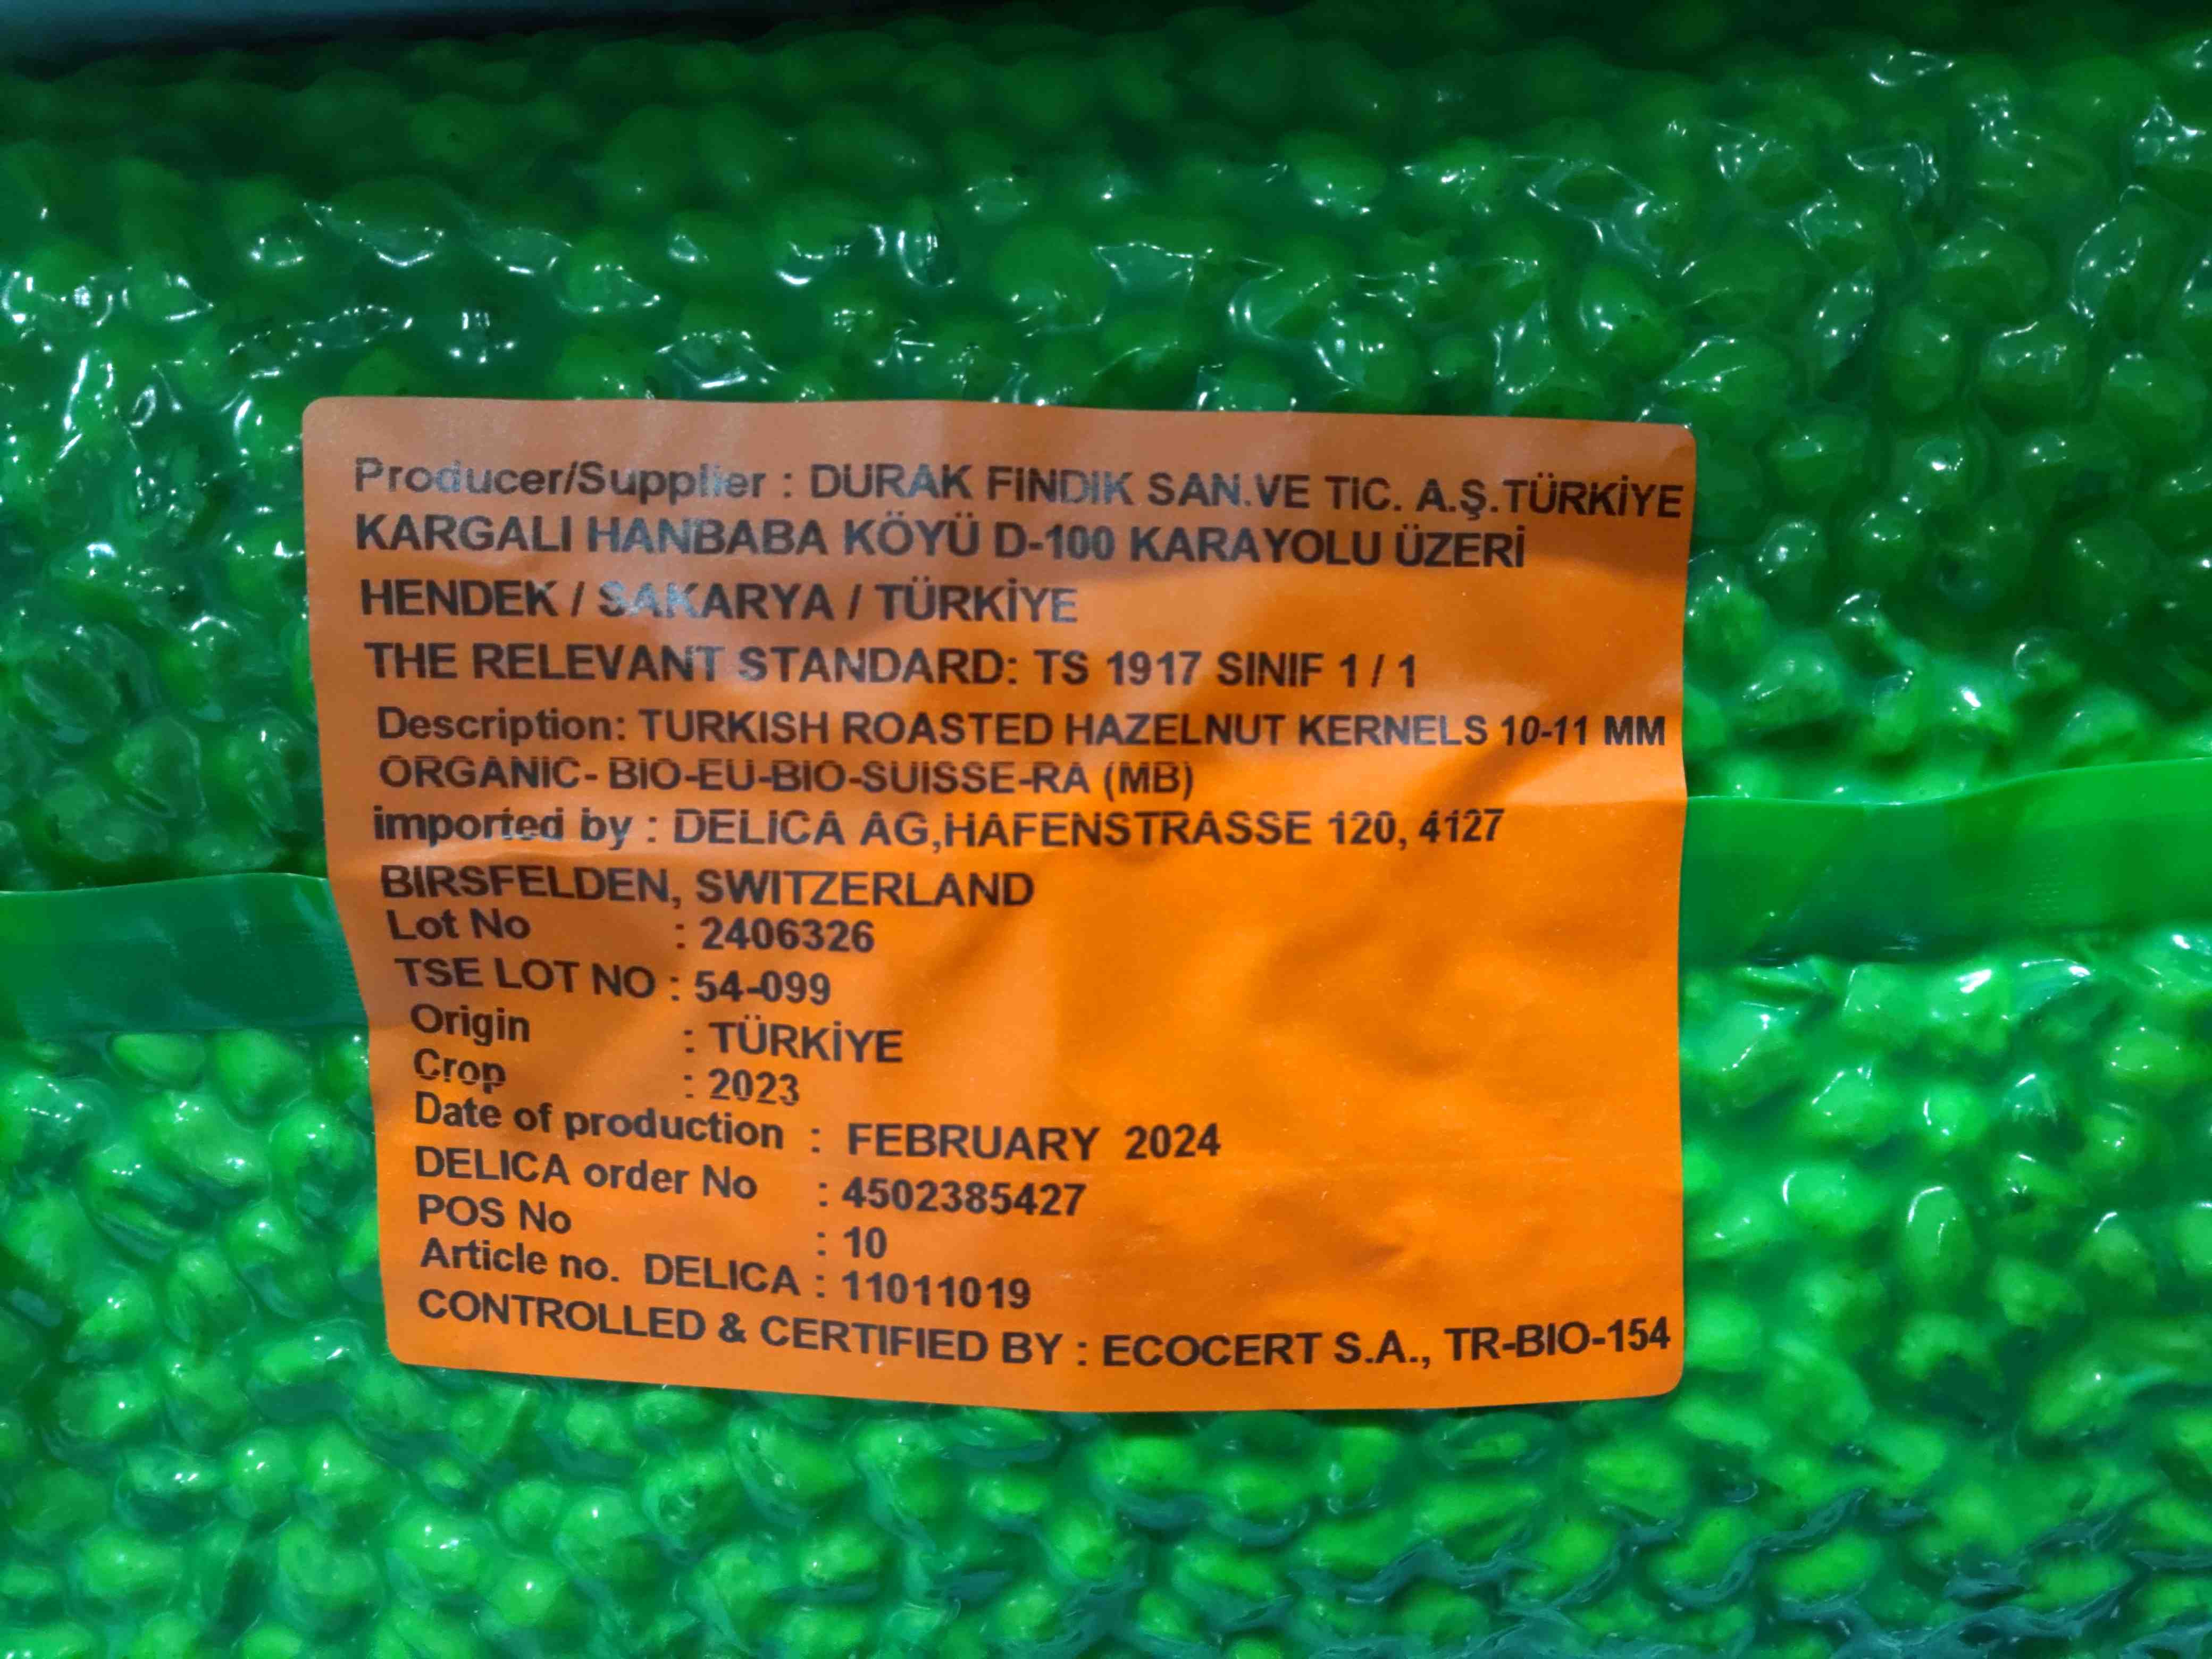 Producer/Supplier : DURAK FINDIK SAN.VE TIC. A.Ş.TÜRKİYE
KARGALI HANBABA KÖYÜ D-100 KARAYOLU ÜZERİ
HENDEK / SAKARYA / TÜRKİYE
THE RELEVANT STANDARD: TS 1917 SINIF 1 / 1
Description: TURKISH ROASTED HAZELNUT KERNELS 10-11 MM
ORGANIC- BIO-EU-BIO-SUISSE-RA (MB)
imported by : DELICA AG,HAFENSTRASSE 120, 4127
BIRSFELDEN, SWITZERLAND
Lot No : 2406326
TSE LOT NO : 54-099
Origin : TÜRKİYE
Crop : 2023
Date of production : FEBRUARY 2024
DELICA order No : 4502385427
POS No : 10
Article no. DELICA : 11011019
CONTROLLED & CERTIFIED BY : ECOCERT S.A., TR-BIO-154